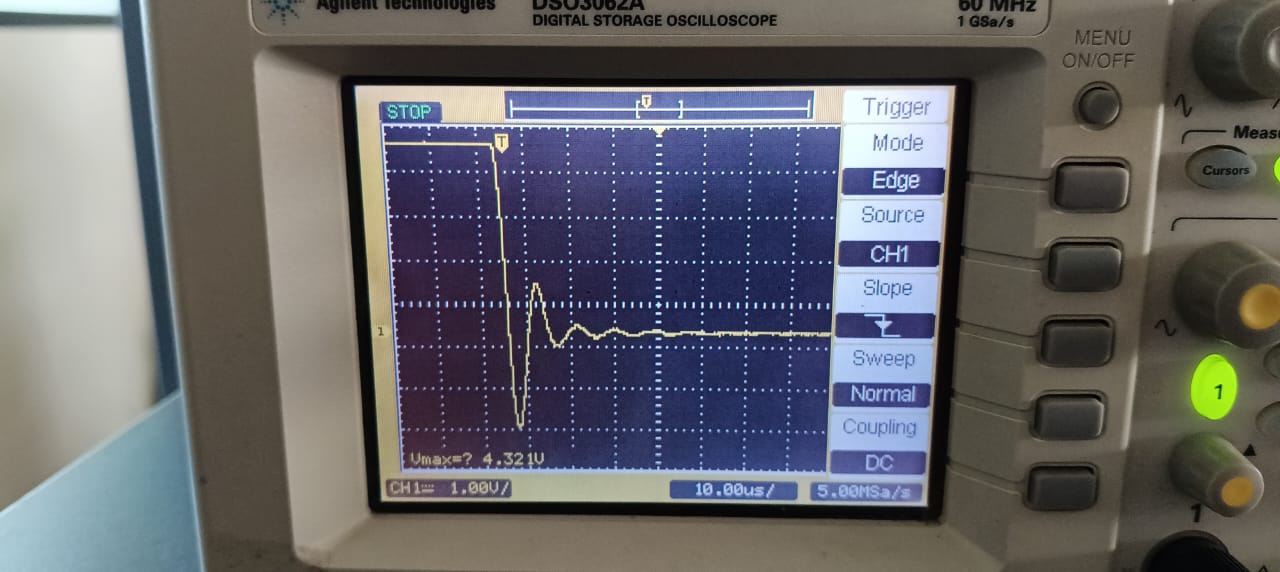 Agilent Technologies
DSO3062A
DIGITAL STORAGE OSCILLOSCOPE
60 MHz
1 GSa/s
MENU
ON/OFF
STOP
T
T
Trigger
Mode
Edge
Source
CH1
Slope
Sweep
Normal
Coupling
DC
1
Vmax=? 4.321V
CH1 1.00V/
10.00us/
5.00MSa/s
Cursors
1
1